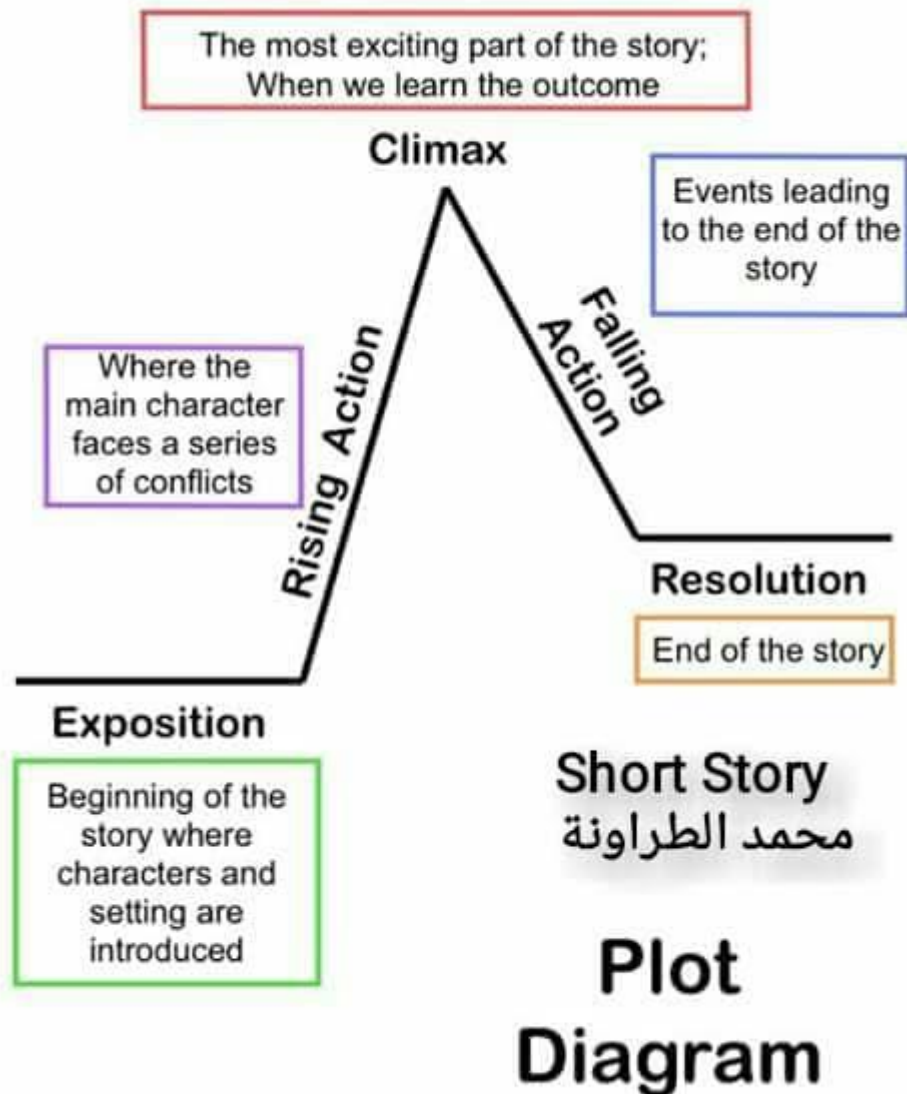 The most exciting part of the story;
When we learn the outcome
Climax
Events leading
to the end of the
story
Falling
Action
Where the
main character
faces a series
of conflicts
Rising Action
Resolution
End of the story
Exposition
Beginning of the
story where
characters and
setting are
introduced
Short Story
محمد الطراونة
Plot
Diagram